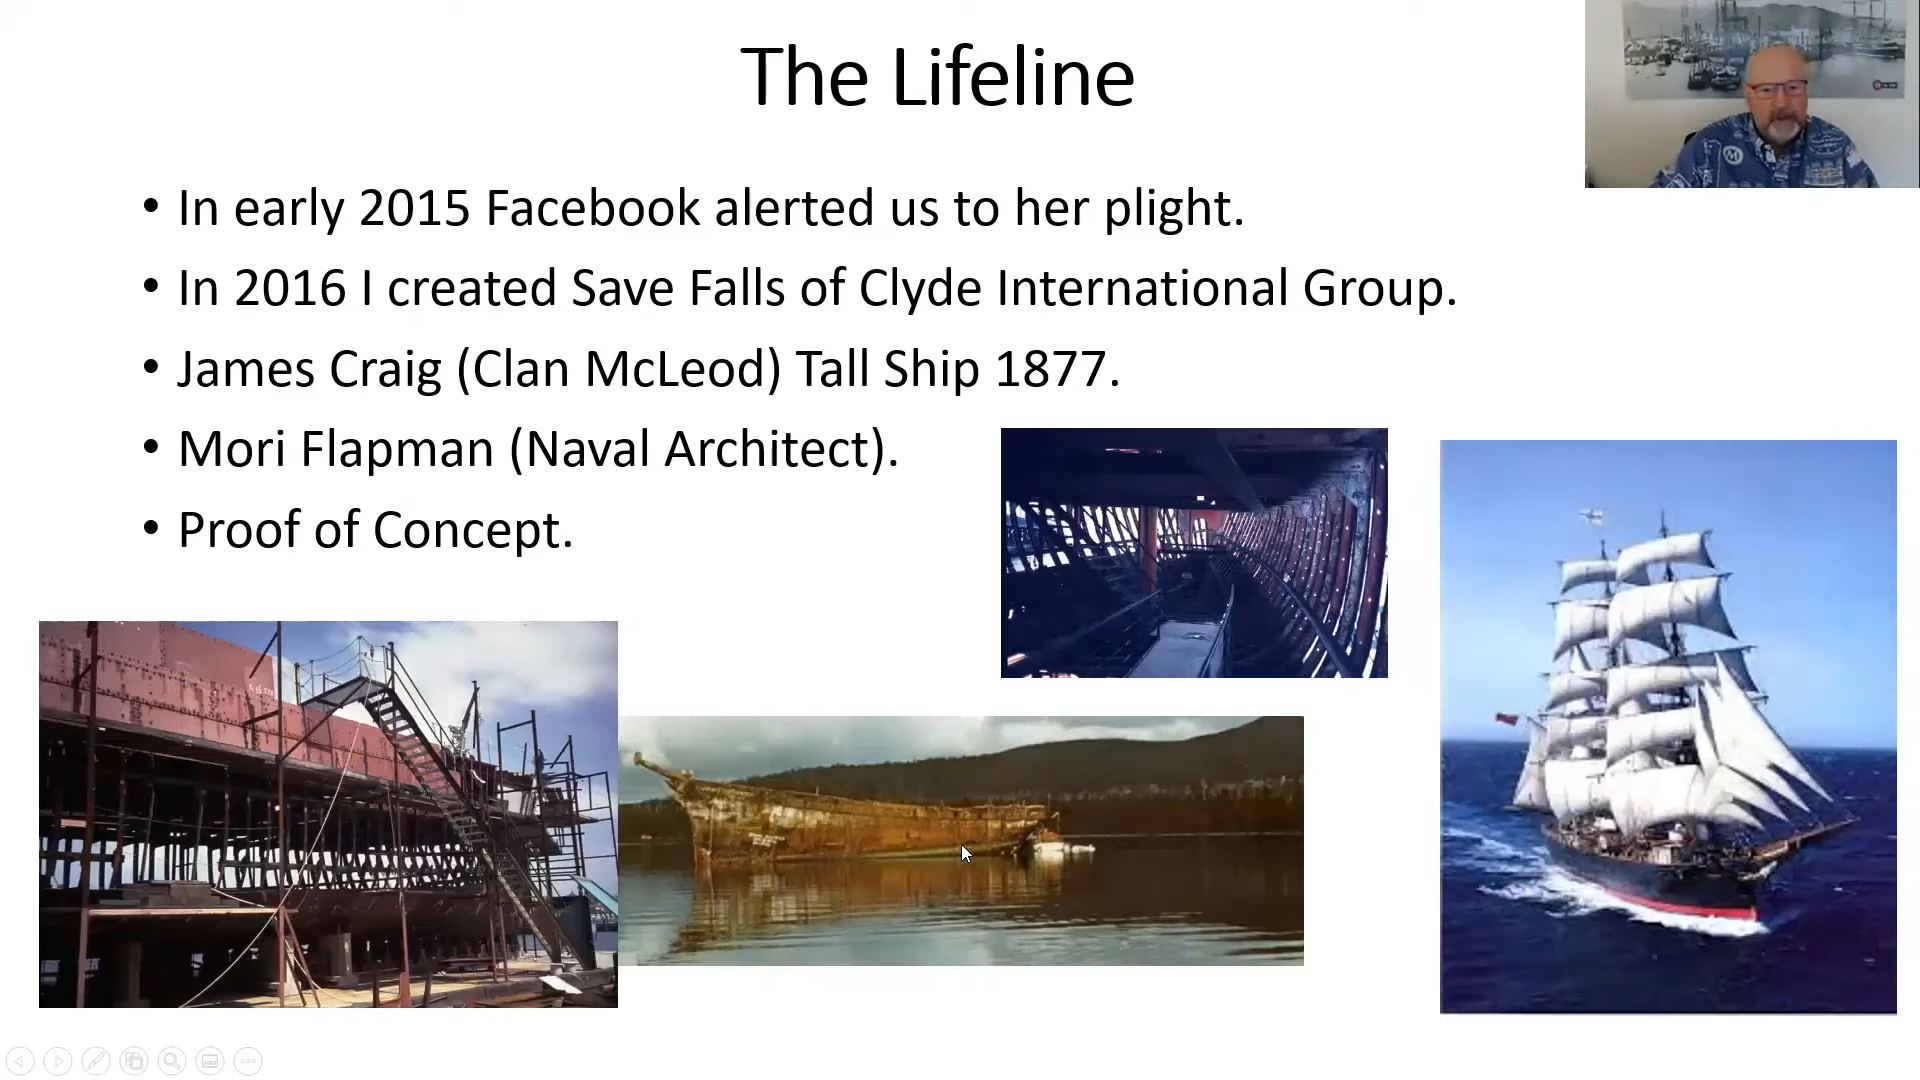 The Lifeline
• In early 2015 Facebook alerted us to her plight.
• In 2016 I created Save Falls of Clyde International Group.
• James Craig (Clan McLeod) Tall Ship 1877.
• Mori Flapman (Naval Architect).
• Proof of Concept.